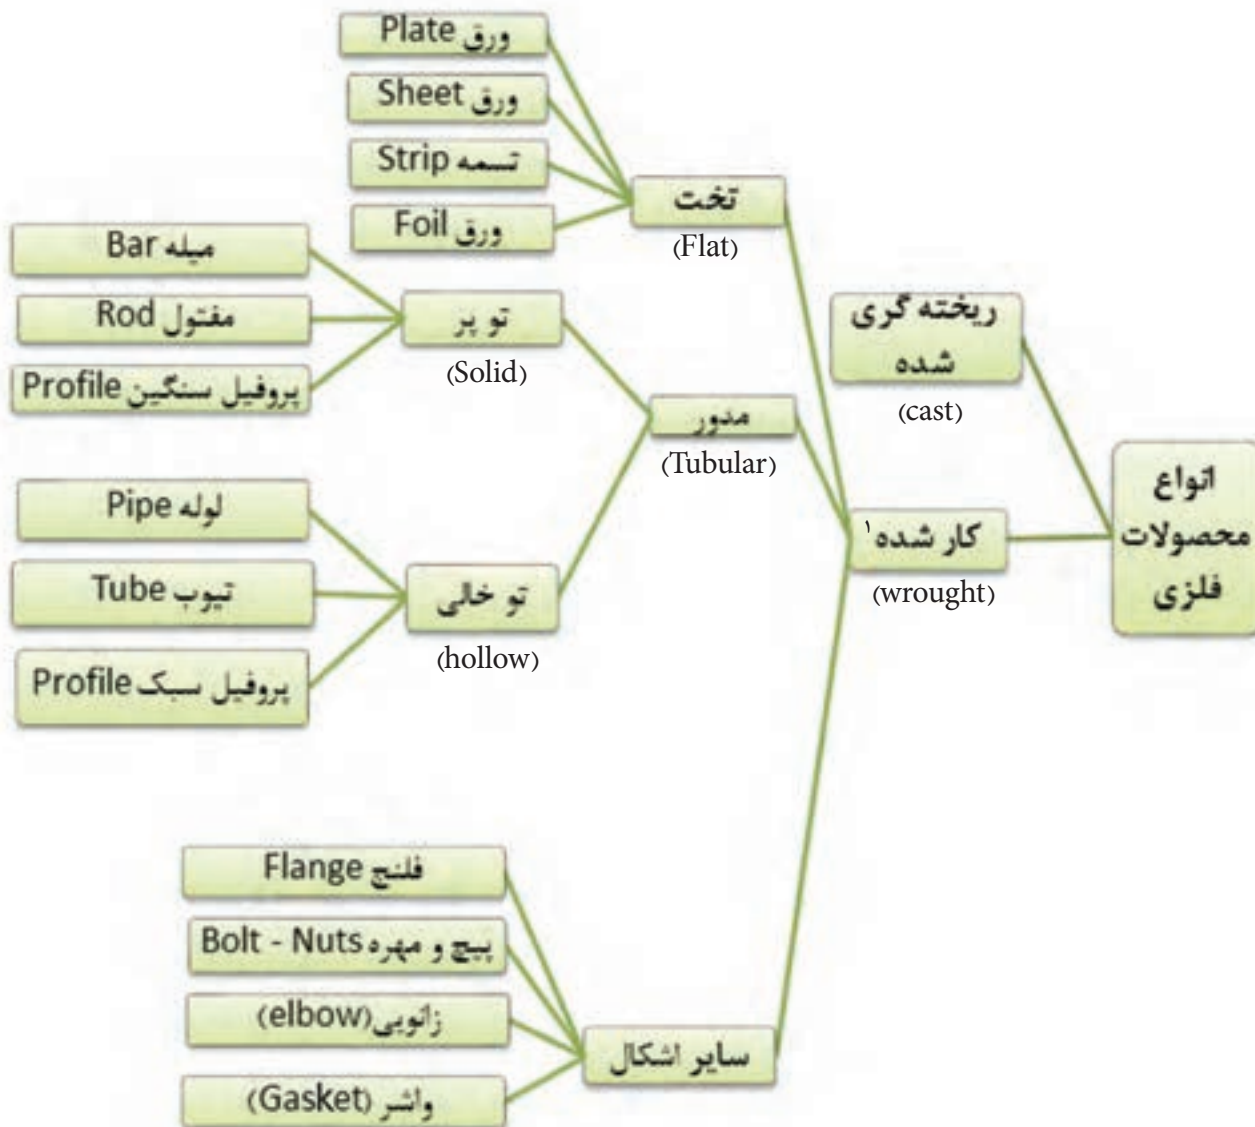 انواع
محصولات
فلزی
ریخته گری
شده
(cast)
کار شده۱
(wrought)
تخت
(Flat)
ورق Plate
ورق Sheet
تسمه Strip
ورق Foil
مدور
(Tubular)
تو پر
(Solid)
میله Bar
مفتول Rod
پروفیل سنگین Profile
تو خالی
(hollow)
لوله Pipe
تیوب Tube
پروفیل سبک Profile
سایر اشکال
فلنج Flange
پیچ و مهره Bolt - Nuts
زانویی(elbow)
واشر (Gasket)